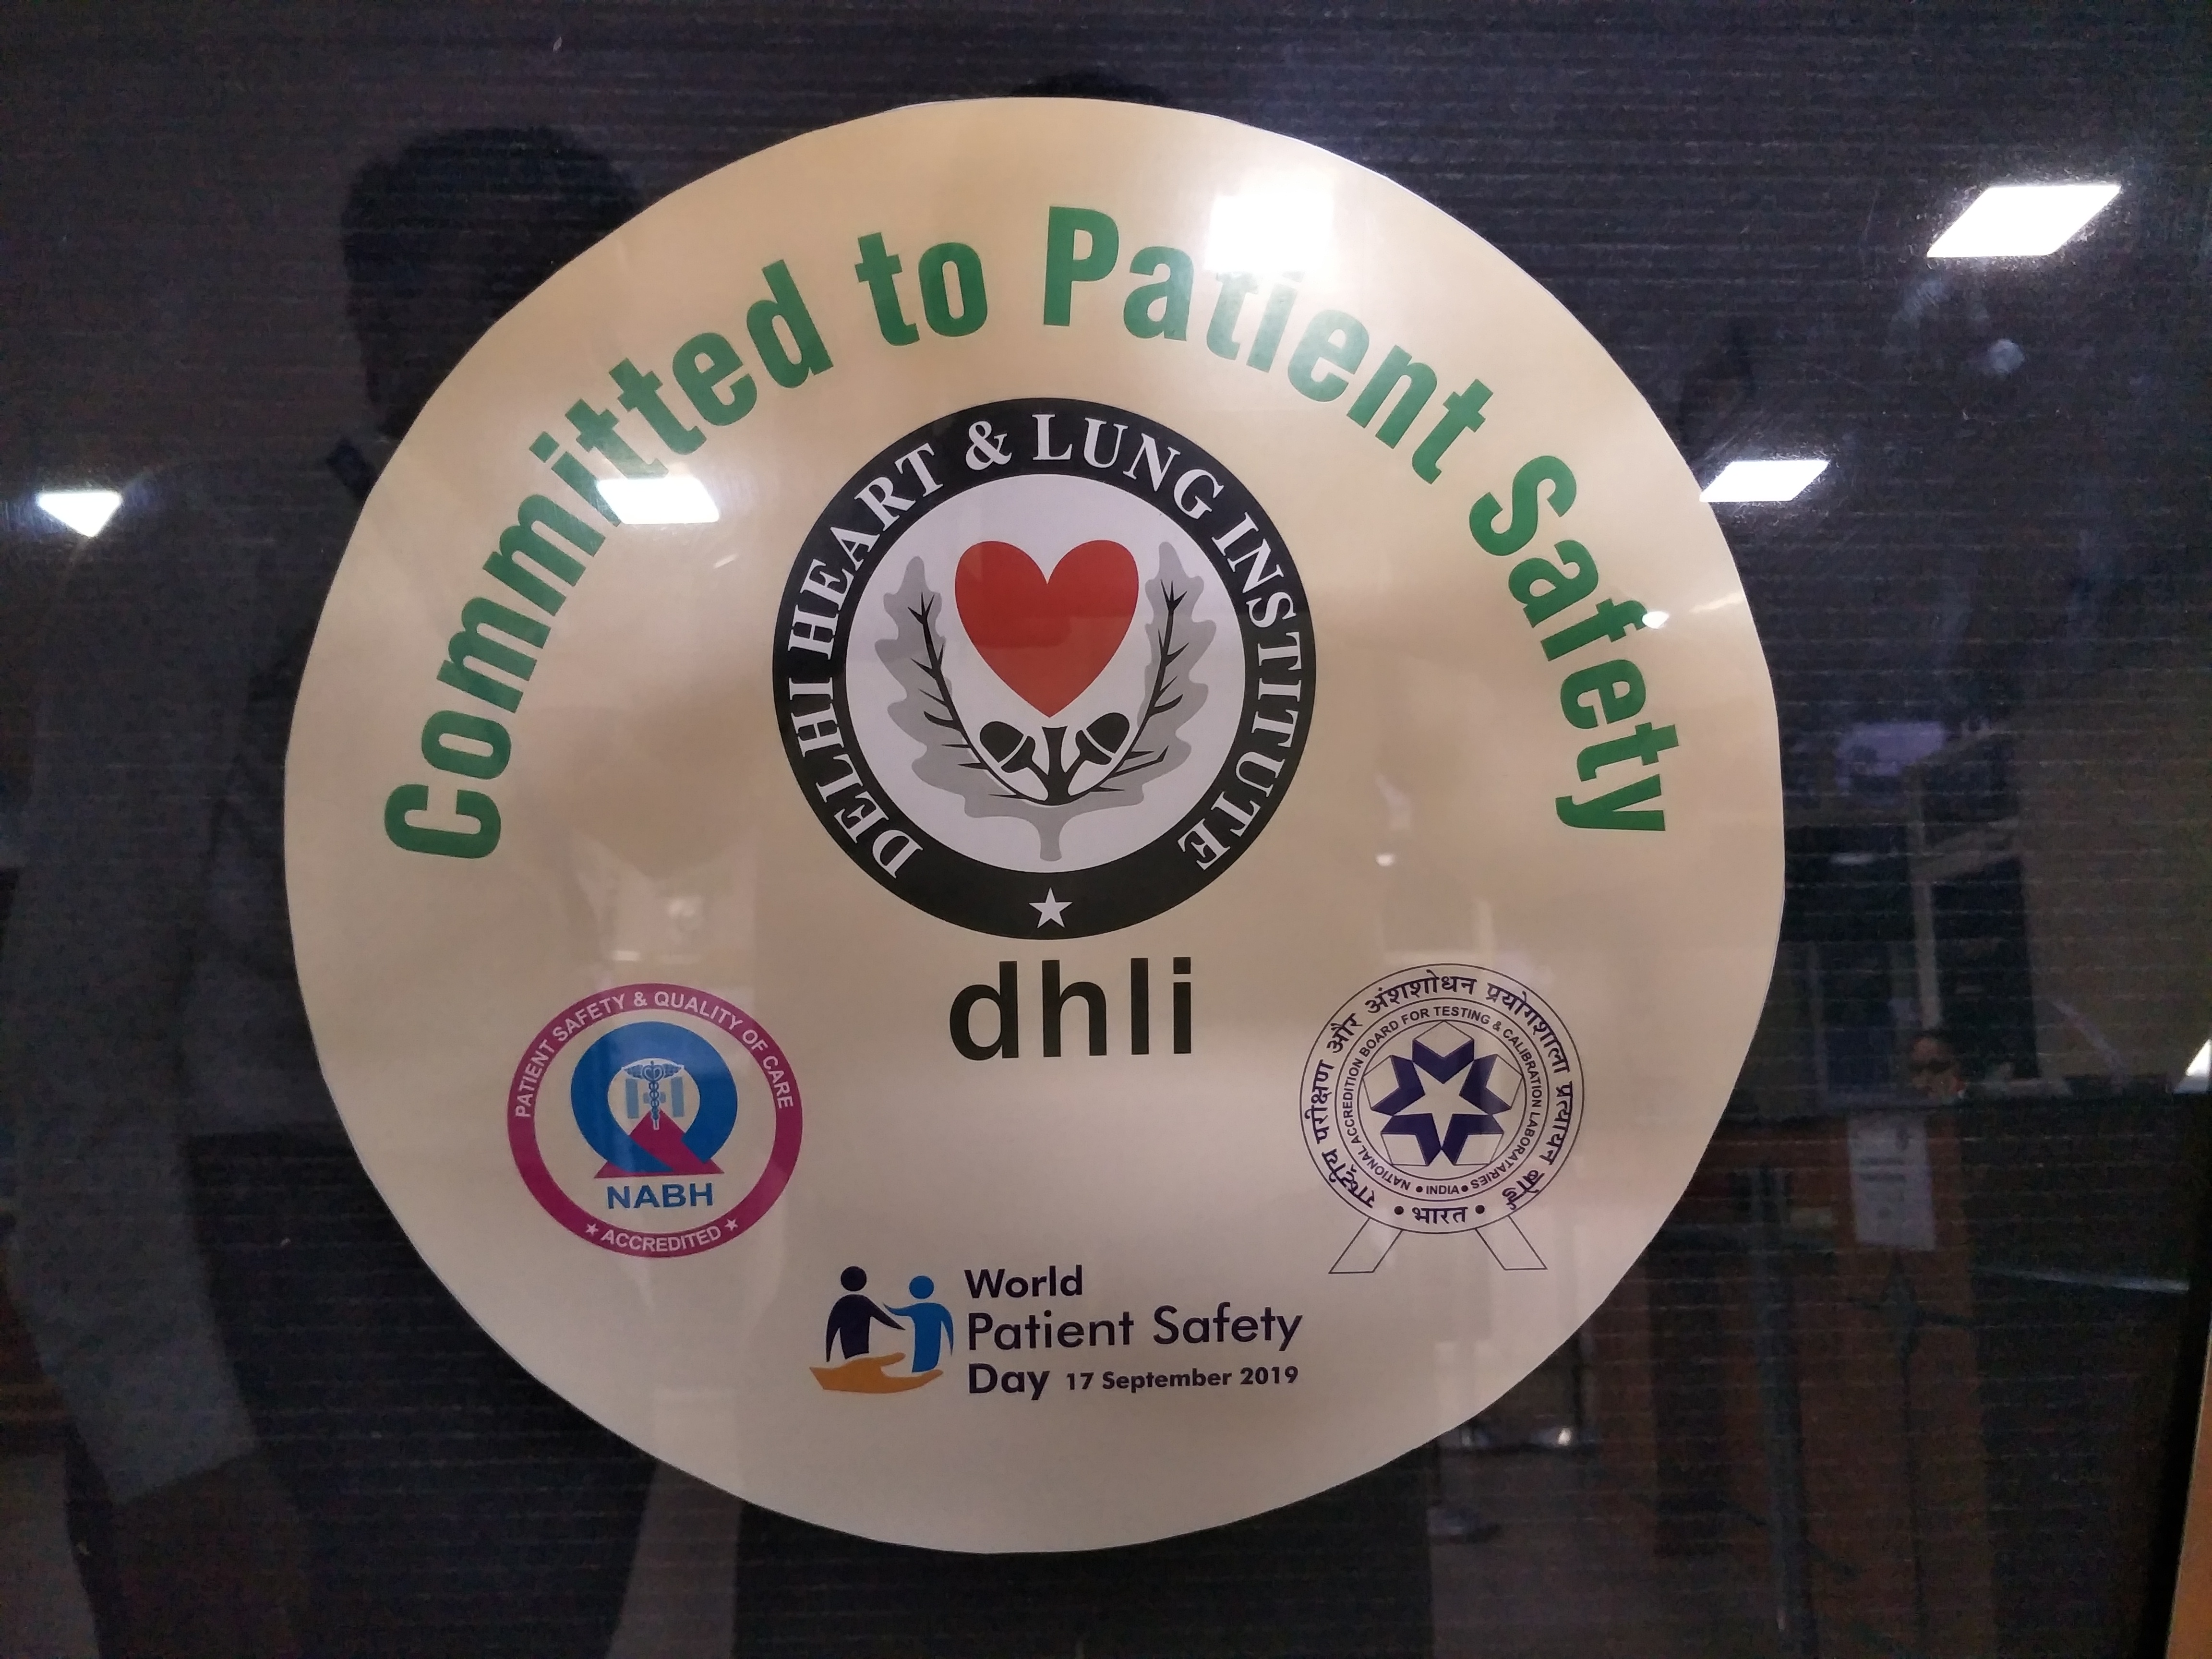 Committed to Patient Safety
DELHI HEART & LUNG INSTITUTE
dhli
PATIENT SAFETY & QUALITY OF CARE
NABH
ACCREDITED
राष्ट्रीय परीक्षण और अंशशोधन प्रयोगशाला प्रत्यायन बोर्ड
भारत
NATIONAL ACCREDITION BOARD FOR TESTING & CALIBRATION LABORATARIES
INDIA
World
Patient Safety
Day 17 September 2019